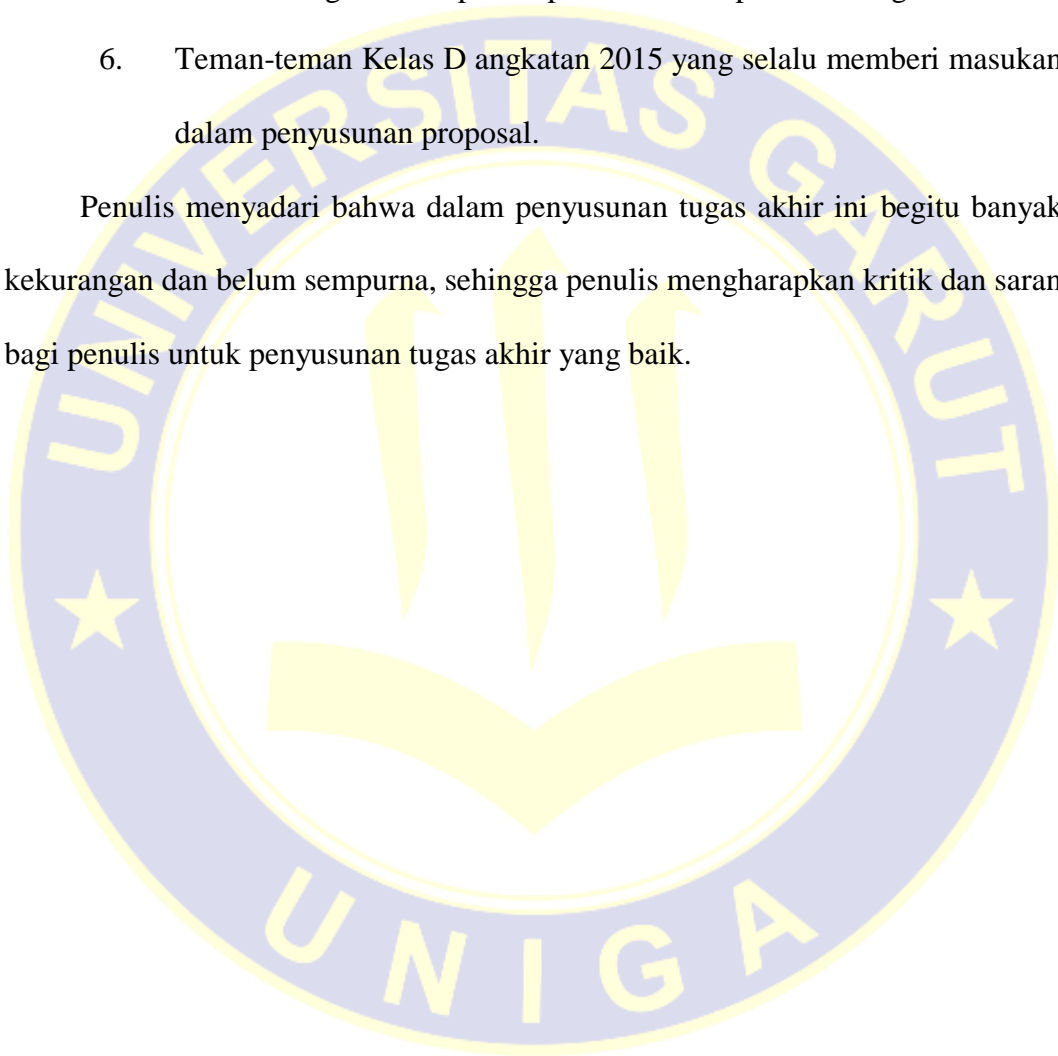 6. Teman-teman Kelas D angkatan 2015 yang selalu memberi masukan
dalam penyusunan proposal.
Penulis menyadari bahwa dalam penyusunan tugas akhir ini begitu banyak
kekurangan dan belum sempurna, sehingga penulis mengharapkan kritik dan saran
bagi penulis untuk penyusunan tugas akhir yang baik.
UNIVERSITAS GARUT
UNIGA